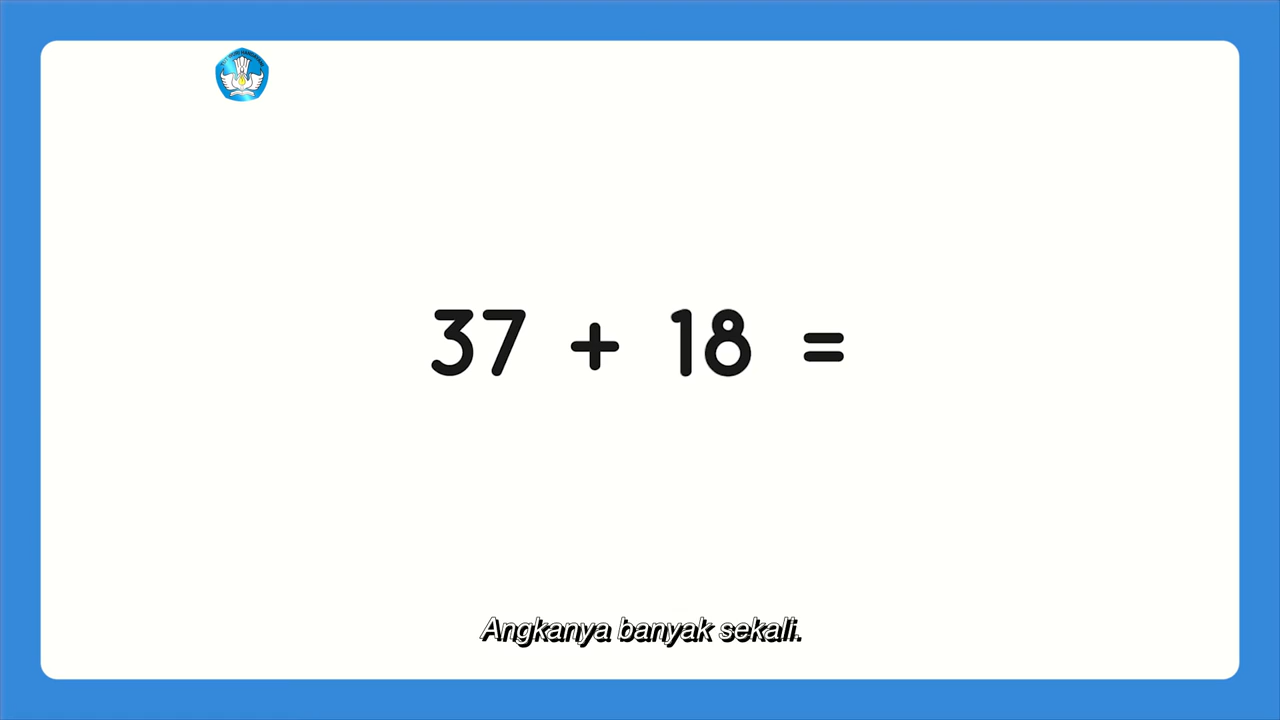 37 + 18 =
Angkanya banyak sekali.